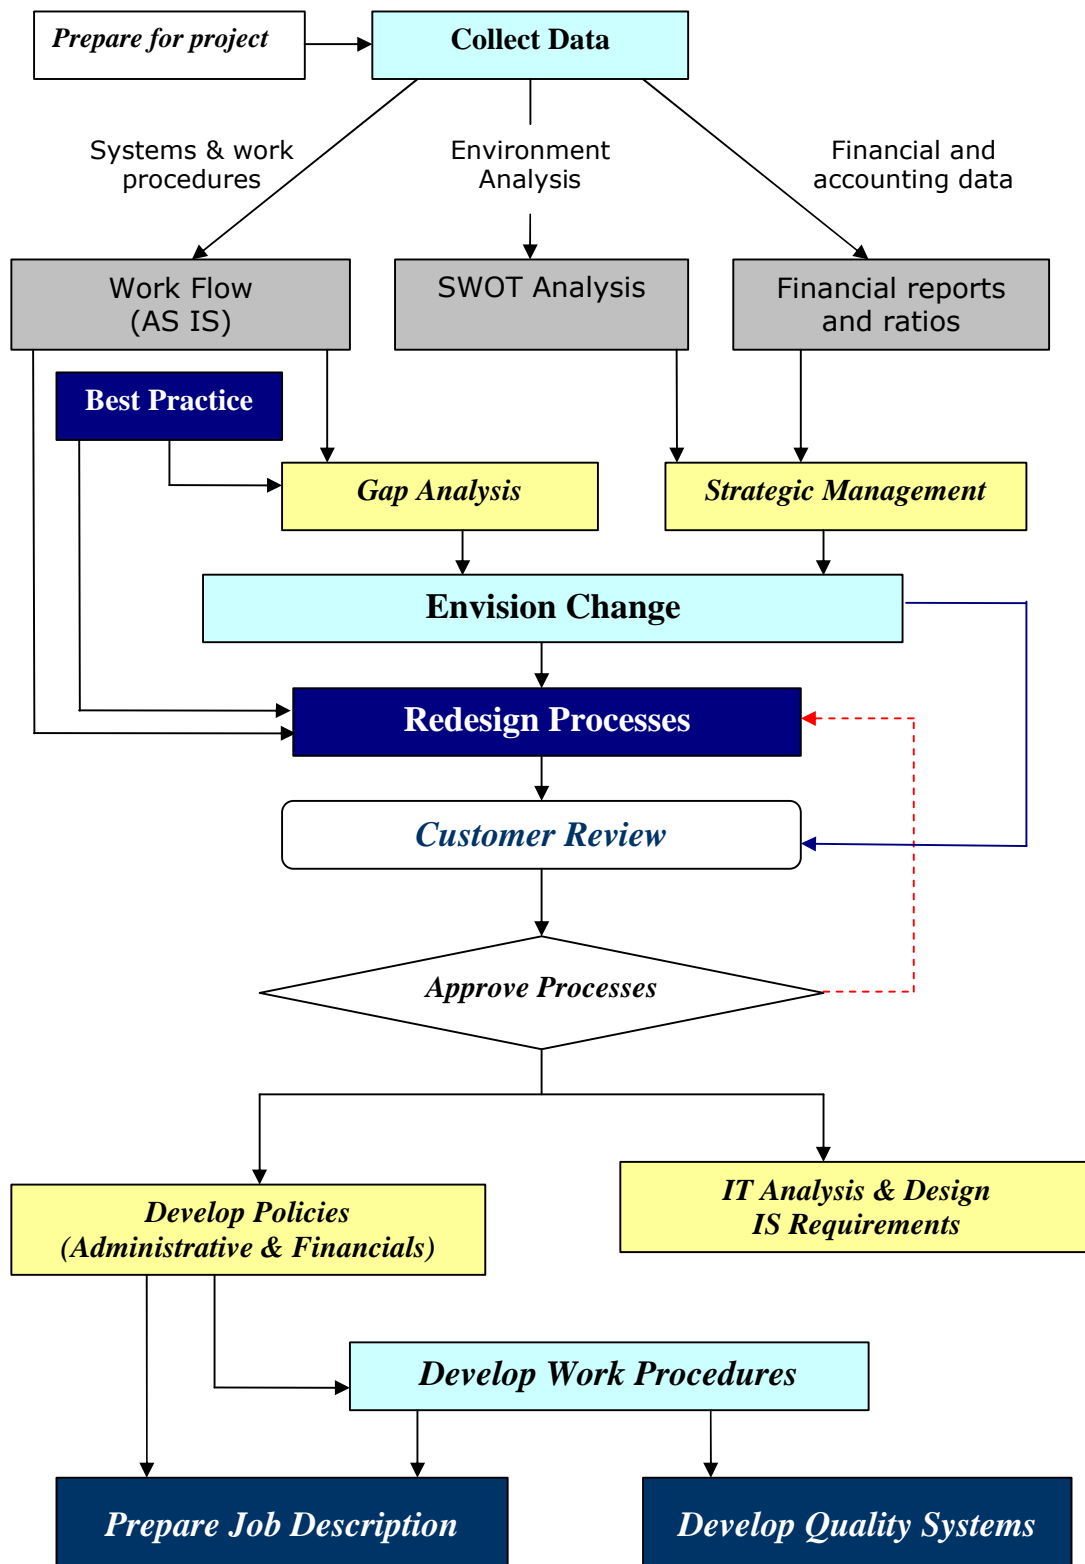 Prepare for project
Collect Data
Systems & work
procedures
Environment
Analysis
Financial and
accounting data
Work Flow
(AS IS)
SWOT Analysis
Financial reports
and ratios
Best Practice
Gap Analysis
Strategic Management
Envision Change
Redesign Processes
Customer Review
Approve Processes
Develop Policies
(Administrative & Financials)
IT Analysis & Design
IS Requirements
Develop Work Procedures
Prepare Job Description
Develop Quality Systems